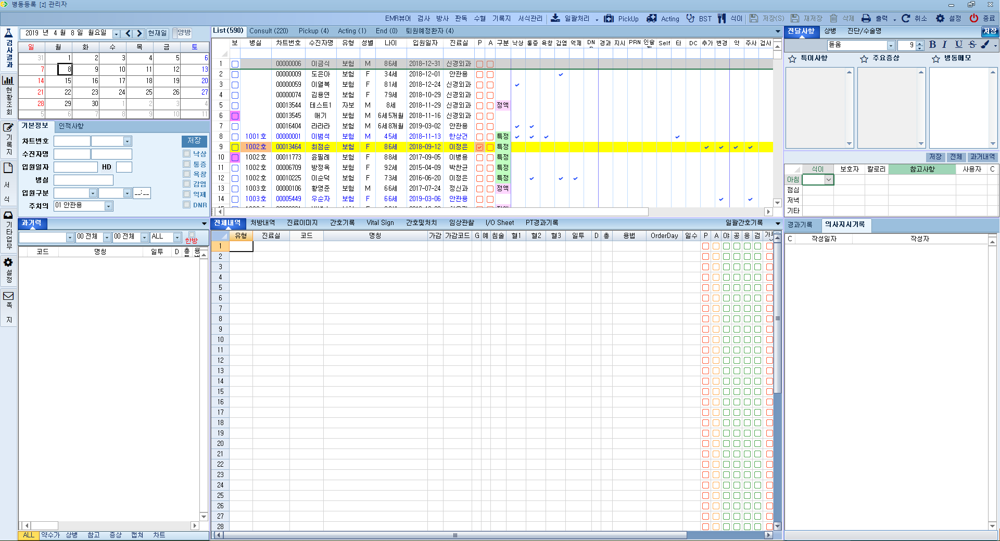 병동등록 [z] 관리자
EMR뷰어 검사 방사 판독 수혈 기록지 서식관리 일괄처리 PickUp Acting BST 식이 저장(S) 재저장 삭제 출력 취소 설정 종료
검사결과
현황조회
기록지
서식
기타업무
설정
쪽지
2019 년 4 월 8 일 월요일 현재일 양방
일 월 화 수 목 금 토
31 1 2 3 4 5 6
7 8 9 10 11 12 13
14 15 16 17 18 19 20
21 22 23 24 25 26 27
28 29 30 1 2 3 4
5 6 7 8 9 10 11
기본정보 인적사항
차트번호 저장
수진자명 낙상
입원일자 HD 통증
병실 욕창
입원구분 __:__ 감염
억제
주치의 01 안관용 DNR
List(590) Consult (220) Pickup (4) Acting (1) End (0) 퇴원예정환자 (4)
보 병실 차트번호 수진자명 유형 성별 나이 입원일자 진료실 P A 구분 낙상 통증 욕창 감염 억제 DN 경과 지시 PRN 인슐 Self 타 DC 추가 변경 약 주사 검사
1 00000006 이금식 보험 M 86세 2018-12-31 신경외과
2 00000009 도은아 보험 F 34세 2018-12-01 안관용
3 00000059 이열복 보험 F 81세 2018-12-24 신경외과
4 00000074 김용연 보험 F 79세 2018-10-29 신경외과
5 00013544 테스트1 자보 M 8세 2018-11-29 신경외과 정액
6 00013545 애기 보험 M 6세5개월 2018-11-16 신경외과
7 00016404 라라라 보험 M 6세8개월 2019-03-02 안관용
8 1001호 00000001 이범석 보험 M 45세 2018-11-13 한상건 특정
9 1002호 00013464 최점순 보험 F 86세 2018-09-12 이정은 특정
10 1002호 00011773 윤필례 보험 F 88세 2017-09-05 이병용 특정
11 1002호 00006709 방정옥 보험 F 92세 2015-04-09 박찬균 특정
12 1002호 00010225 이순덕 보험 F 73세 2016-06-20 이정은 특정
13 1003호 00000106 황영준 보험 M 66세 2017-07-24 정신과 정액
14 1003호 00005449 우순자 보험 F 66세 2019-03-06 안관용
전달사항 상병 진단/수술명 저장
돋움 9 B I U S
특이사항 주요증상 병동메모
저장 전체 과거내역
식이 보호자 칼로리 참고사항 사용자 C
아침
점심
저녁
기타
과거력
00 전체 00 전체 ALL 한방
코드 명칭 일투 D 총 용
ALL 약수가 상병 참고 증상 캡쳐 차트
전체내역 처방내역 진료이미지 간호기록 Vital Sign 간호및처치 임상관찰 I/O Sheet PT경과기록 일괄간호기록
유형 진료실 코드 명칭 가감 가감코드 G 예 침술 혈1 혈2 혈3 일투 D 총 용법 OrderDay 일수 P A 야 공 응 검
1
2
3
4
5
6
7
8
9
10
11
12
13
14
15
16
17
18
19
20
21
22
23
24
25
26
27
28
경과기록 의사지시기록
C 작성일자 작성자